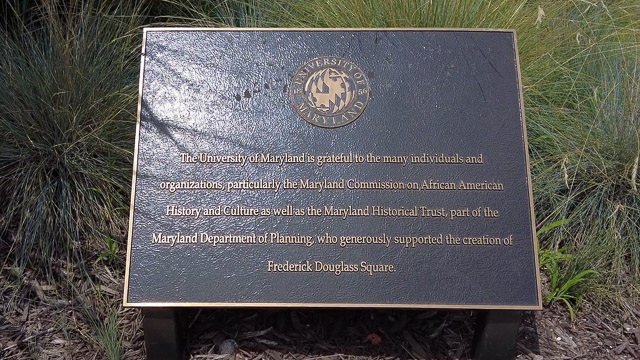 UNIVERSITY OF
18 56
MARYLAND
The University of Maryland is grateful to the many individuals and
organizations, particularly the Maryland Commission on African American
History and Culture as well as the Maryland Historical Trust, part of the
Maryland Department of Planning, who generously supported the creation of
Frederick Douglass Square.